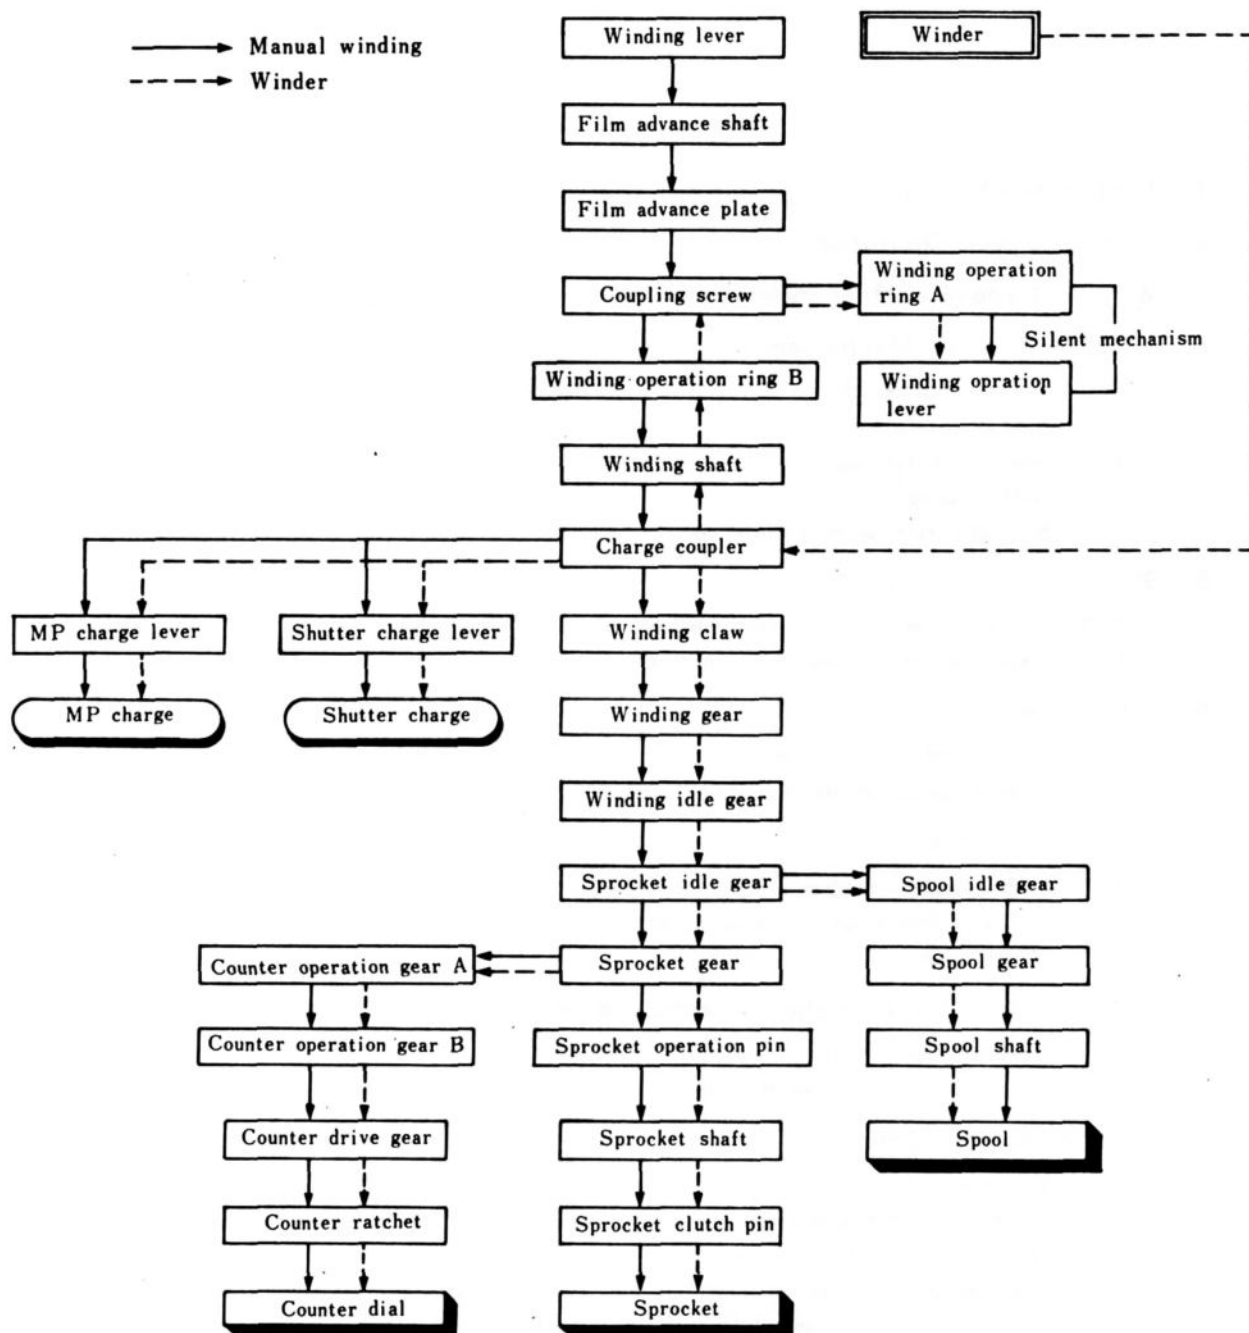 Manual winding
Winder
Winding lever
Winder
Film advance shaft
Film advance plate
Coupling screw
Winding operation
ring A
Silent mechanism
Winding operation ring B
Winding opration
lever
Winding shaft
Charge coupler
MP charge lever
Shutter charge lever
Winding claw
MP charge
Shutter charge
Winding gear
Winding idle gear
Sprocket idle gear
Spool idle gear
Counter operation gear A
Sprocket gear
Spool gear
Counter operation gear B
Sprocket operation pin
Spool shaft
Counter drive gear
Sprocket shaft
Spool
Counter ratchet
Sprocket clutch pin
Counter dial
Sprocket